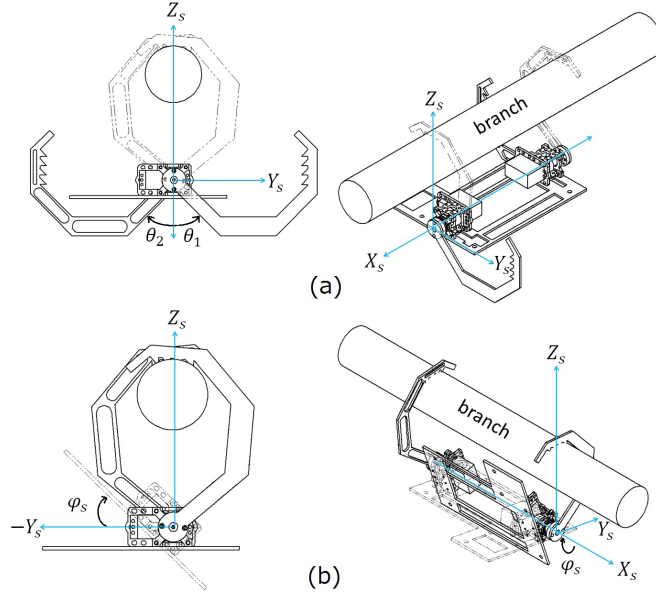 Z_s
Y_s
θ_2 θ_1
Z_s
branch
X_s
Y_s
(a)
Z_s
φ_s
−Y_s
Z_s
branch
Y_s
φ_s
X_s
(b)